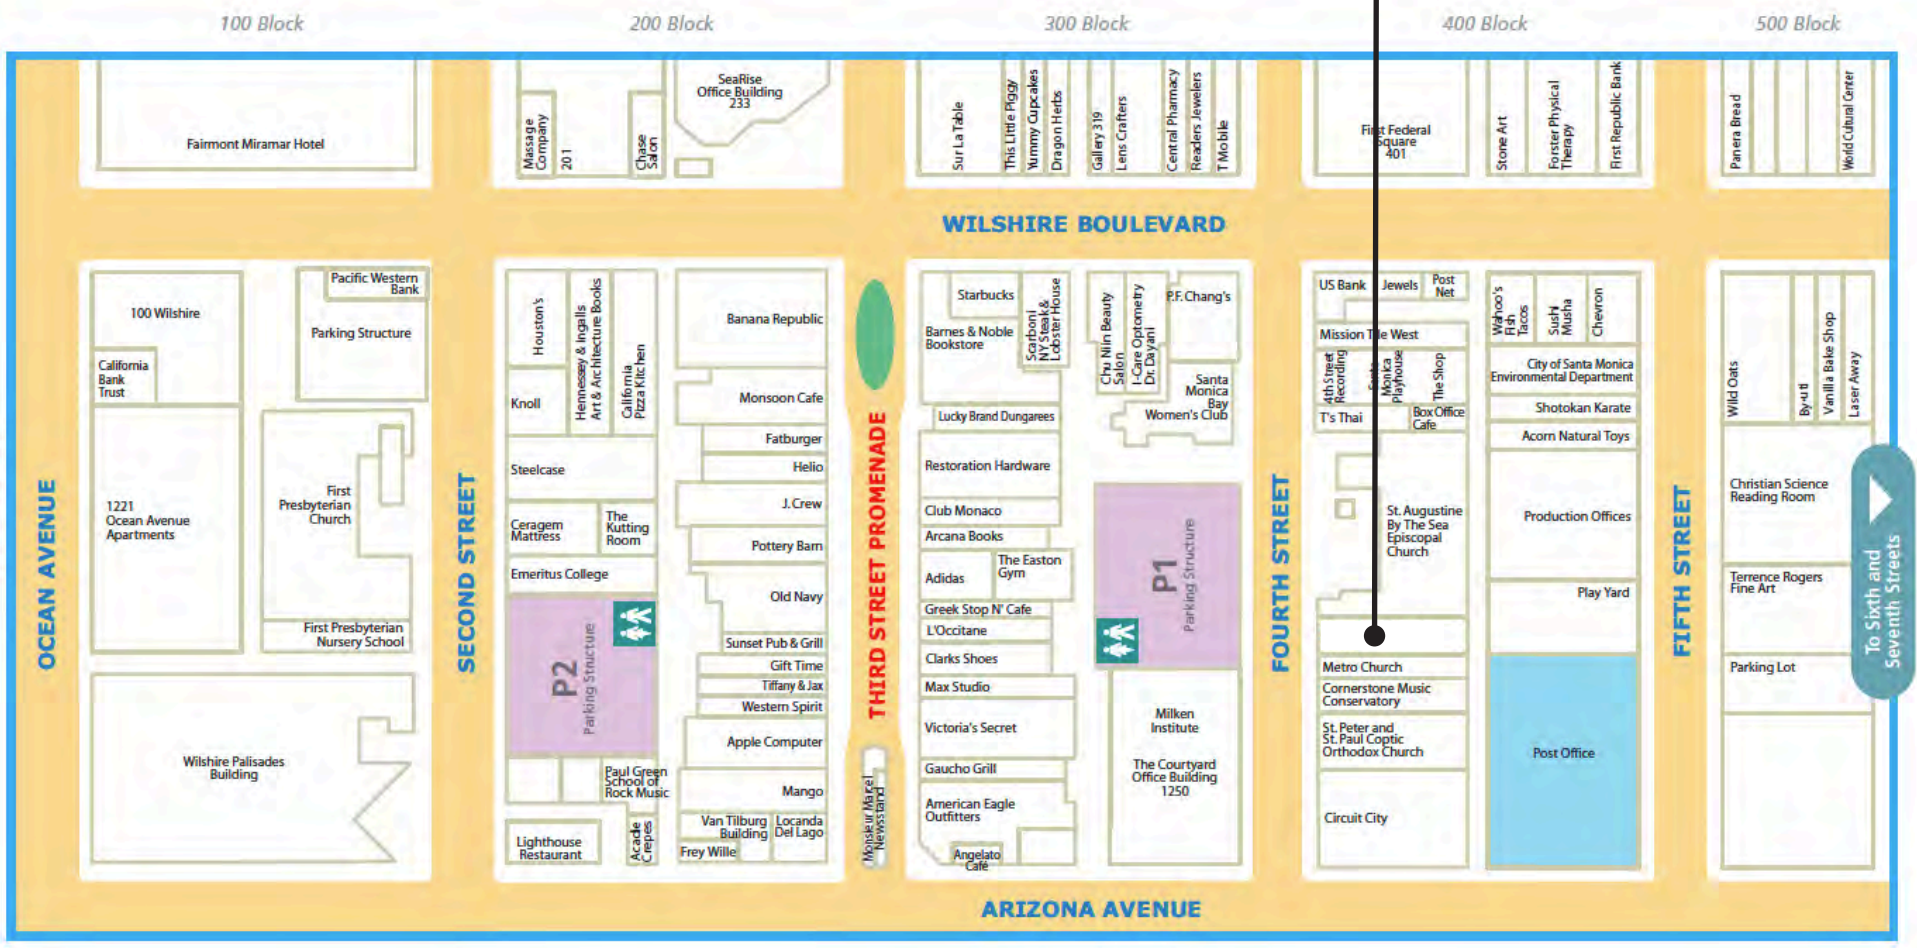 100 Block
200 Block
300 Block
400 Block
500 Block
Fairmont Miramar Hotel
Massage
Company
201
Chase
Salon
SeaRise
Office Building
233
Sur La Table
This Little Piggy
Yummy Cupcakes
Dragon Herbs
Gallery 319
Lens Crafters
Central Pharmacy
Readers Jewelers
T Mobile
First Federal
Square
401
Stone Art
Forster Physical
Therapy
First Republic Bank
Panera Bread
World Cultural Center
WILSHIRE BOULEVARD
OCEAN AVENUE
100 Wilshire
California
Bank
Trust
Pacific Western
Bank
Parking Structure
1221
Ocean Avenue
Apartments
First
Presbyterian
Church
First Presbyterian
Nursery School
Wilshire Palisades
Building
SECOND STREET
Houston's
Hennessey & Ingalls
Art & Architecture Books
California
Pizza Kitchen
Knoll
Steelcase
Ceragem
Mattress
The
Kutting
Room
Emeritus College
P2
Parking Structure
Paul Green
School of
Rock Music
Lighthouse
Restaurant
Acadie
Crepes
Banana Republic
Monsoon Cafe
Fatburger
Helio
J. Crew
Pottery Barn
Old Navy
Sunset Pub & Grill
Gift Time
Tiffany & Jax
Western Spirit
Apple Computer
Mango
Van Tilburg
Building
Locanda
Del Lago
Frey Wille
THIRD STREET PROMENADE
Monsieur Marcel
Newsstand
Starbucks
Barnes & Noble
Bookstore
Scarboni
NY Steak &
Lobster House
Lucky Brand Dungarees
Restoration Hardware
Club Monaco
Arcana Books
Adidas
The Easton
Gym
Greek Stop N' Cafe
L'Occitane
Clarks Shoes
Max Studio
Victoria's Secret
Gaucho Grill
American Eagle
Outfitters
Angelato
Café
Chu Niin Beauty
Salon
I-Care Optometry
Dr. Dayani
P.F. Chang's
Santa
Monica
Bay
Women's Club
P1
Parking Structure
Milken
Institute
The Courtyard
Office Building
1250
FOURTH STREET
US Bank
Jewels
Post
Net
Mission Tile West
4th Street
Recording
Santa
Monica
Playhouse
The Shop
T's Thai
Box Office
Cafe
St. Augustine
By The Sea
Episcopal
Church
Metro Church
Cornerstone Music
Conservatory
St. Peter and
St. Paul Coptic
Orthodox Church
Circuit City
Wahoo's
Fish
Tacos
Sushi
Musha
Chevron
City of Santa Monica
Environmental Department
Shotokan Karate
Acorn Natural Toys
Production Offices
Play Yard
Post Office
FIFTH STREET
Wild Oats
Vanilla Bake Shop
Laser Away
Christian Science
Reading Room
Terrence Rogers
Fine Art
Parking Lot
To Sixth and
Seventh Streets
ARIZONA AVENUE